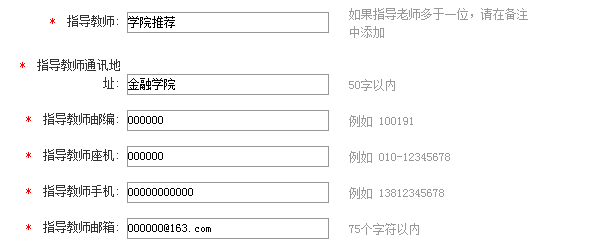 * 指导教师: 学院推荐 如果指导老师多于一位，请在备注
中添加
* 指导教师通讯地
址: 金融学院 50字以内
* 指导教师邮编: 000000 例如 100191
* 指导教师座机: 000000 例如 010-12345678
* 指导教师手机: 00000000000 例如 13812345678
* 指导教师邮箱: 000000@163.com 75个字符以内